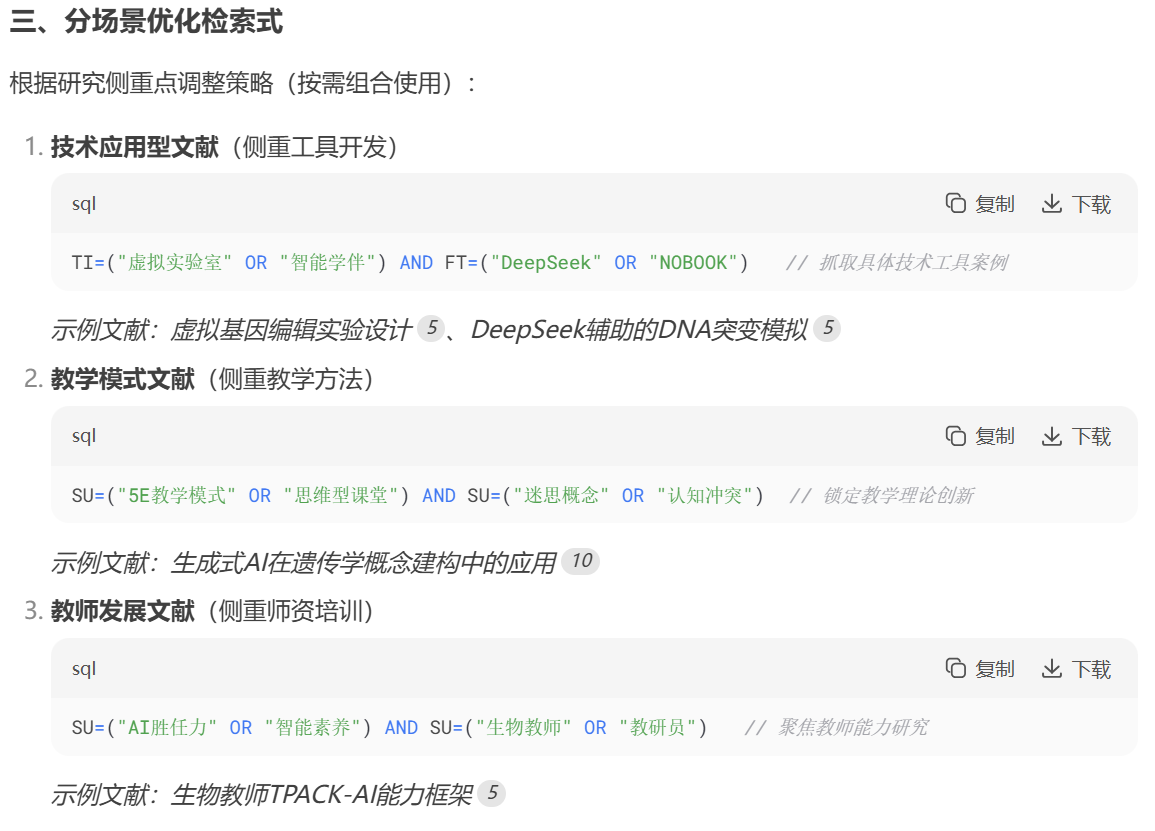 三、分场景优化检索式
根据研究侧重点调整策略（按需组合使用）：
1. 技术应用型文献（侧重工具开发）
sql 复制 下载
TI=("虚拟实验室" OR "智能学伴") AND FT=("DeepSeek" OR "NOBOOK") // 抓取具体技术工具案例
示例文献：虚拟基因编辑实验设计 5 、DeepSeek辅助的DNA突变模拟 5
2. 教学模式文献（侧重教学方法）
sql 复制 下载
SU=("5E教学模式" OR "思维型课堂") AND SU=("迷思概念" OR "认知冲突") // 锁定教学理论创新
示例文献：生成式AI在遗传学概念建构中的应用 10
3. 教师发展文献（侧重师资培训）
sql 复制 下载
SU=("AI胜任力" OR "智能素养") AND SU=("生物教师" OR "教研员") // 聚焦教师能力研究
示例文献：生物教师TPACK-AI能力框架 5